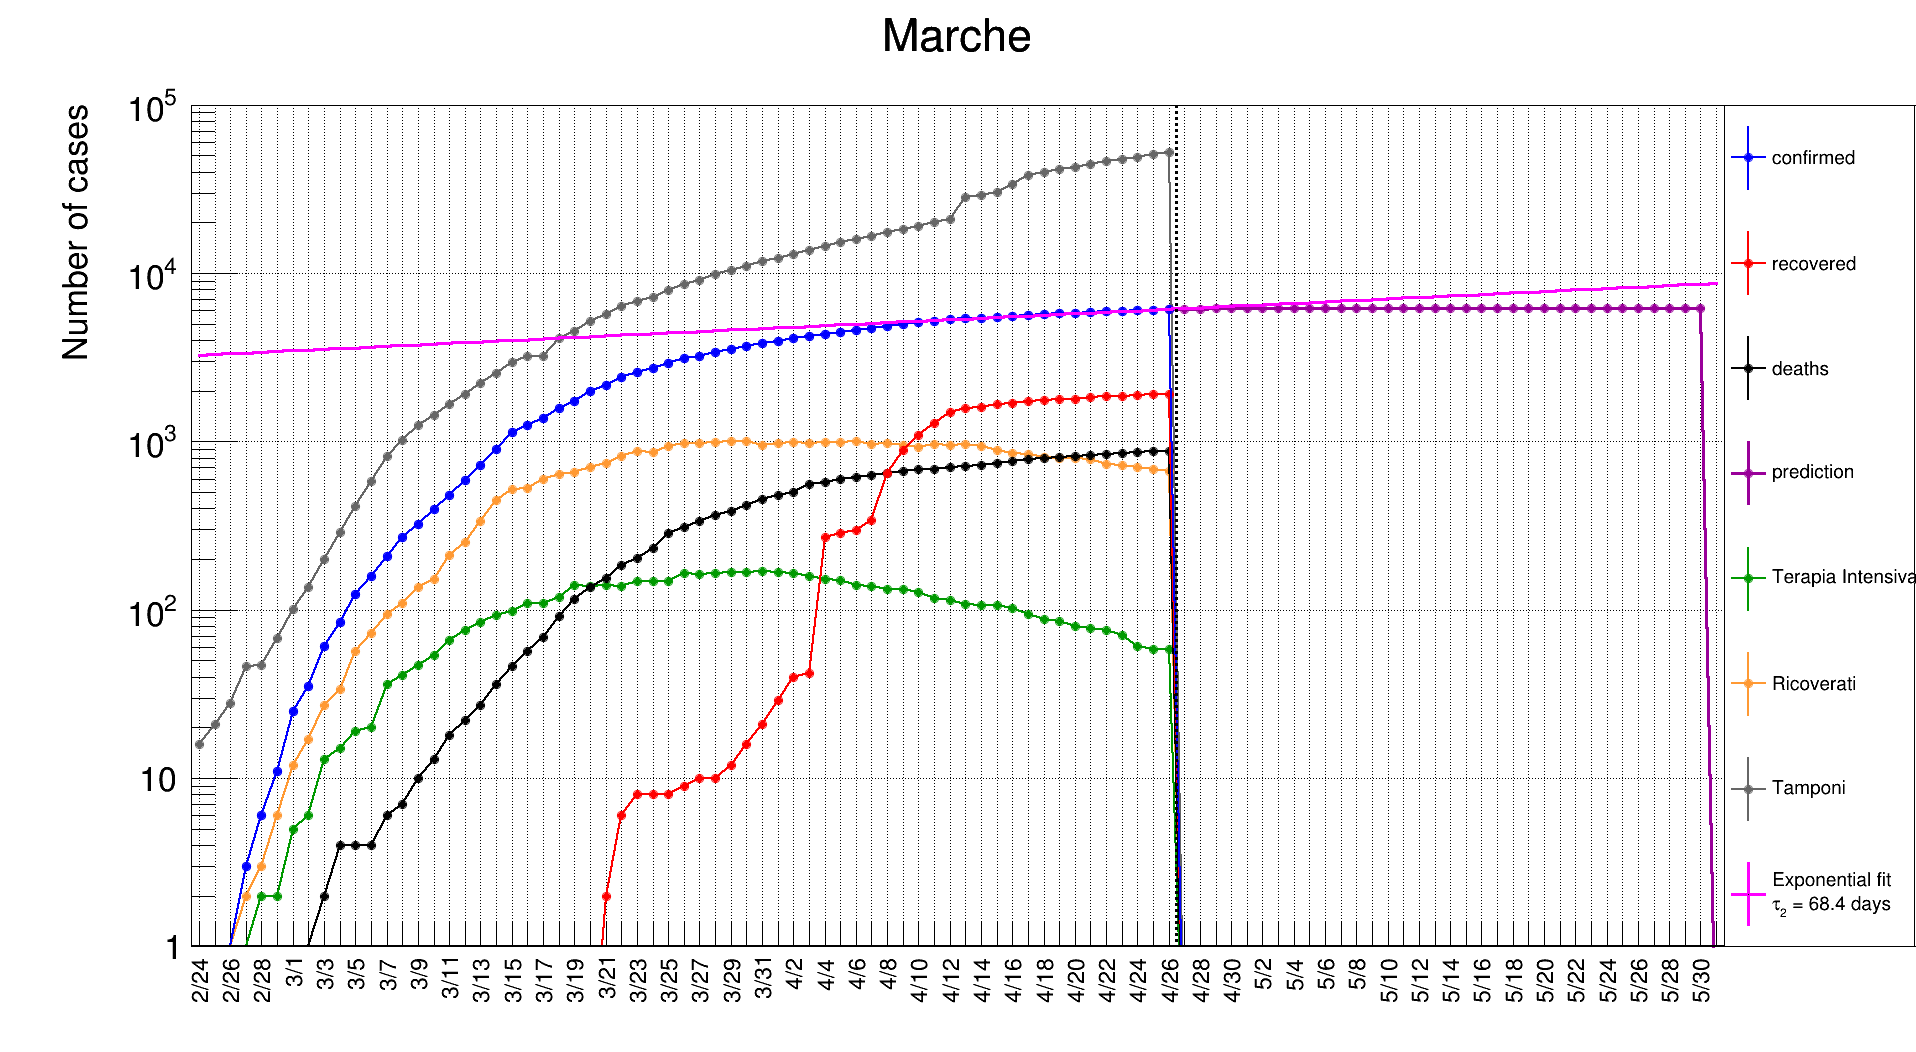 Marche
Number of cases
10^5
10^4
10^3
10^2
10
1
2/24 2/26 2/28 3/1 3/3 3/5 3/7 3/9 3/11 3/13 3/15 3/17 3/19 3/21 3/23 3/25 3/27 3/29 3/31 4/2 4/4 4/6 4/8 4/10 4/12 4/14 4/16 4/18 4/20 4/22 4/24 4/26 4/28 4/30 5/2 5/4 5/6 5/8 5/10 5/12 5/14 5/16 5/18 5/20 5/22 5/24 5/26 5/28 5/30
confirmed
recovered
deaths
prediction
Terapia Intensiva
Ricoverati
Tamponi
Exponential fit
τ_2 = 68.4 days